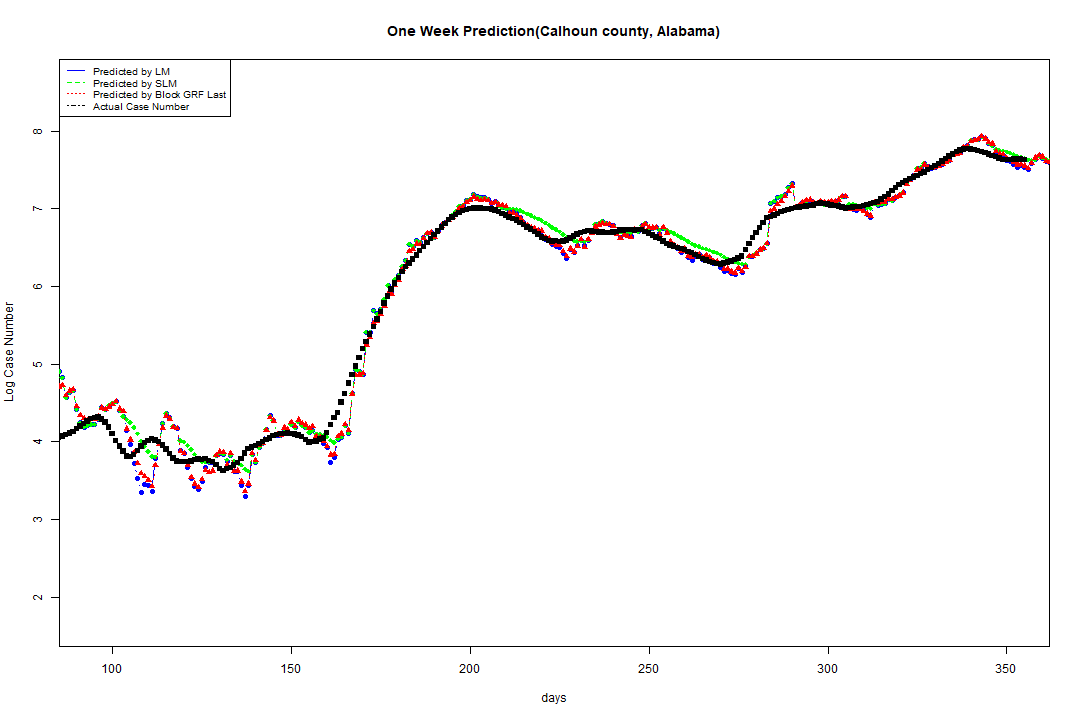 One Week Prediction(Calhoun county, Alabama)
Predicted by LM
Predicted by SLM
Predicted by Block GRF Last
Actual Case Number
Log Case Number
8
7
6
5
4
3
2
100 150 200 250 300 350
days